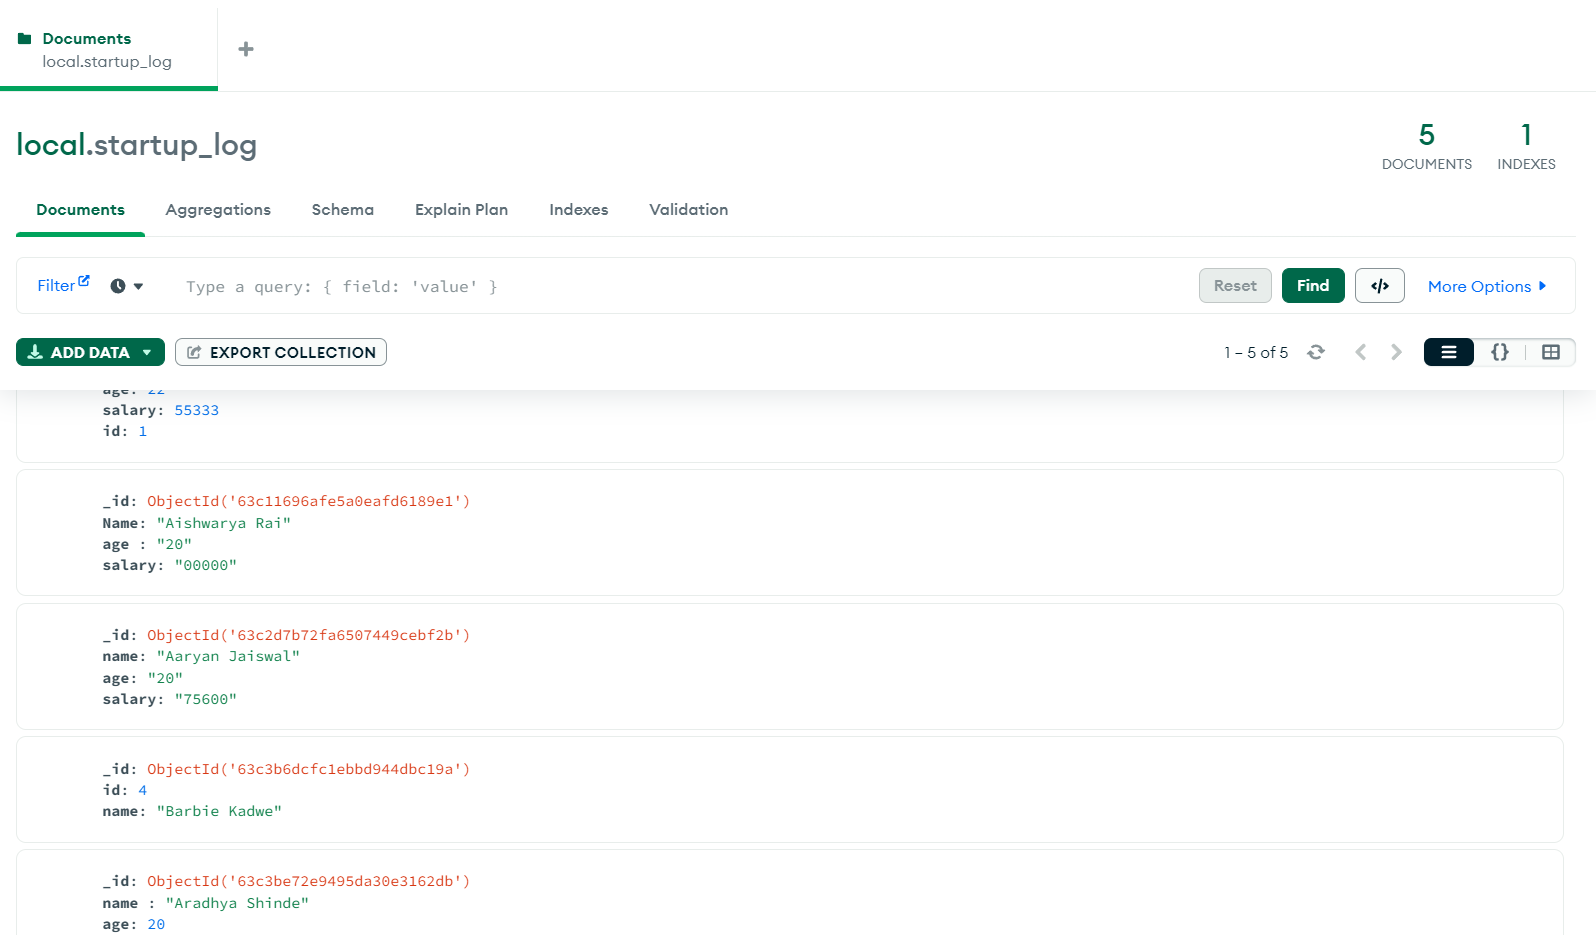 Documents
local.startup_log
local.startup_log
5
DOCUMENTS
1
INDEXES
Documents Aggregations Schema Explain Plan Indexes Validation
Filter Type a query: { field: 'value' } Reset Find </> More Options
ADD DATA EXPORT COLLECTION 1 – 5 of 5 {}
age: 22
salary: 55333
id: 1
_id: ObjectId('63c11696afe5a0eafd6189e1')
Name: "Aishwarya Rai"
age : "20"
salary: "00000"
_id: ObjectId('63c2d7b72fa6507449cebf2b')
name: "Aaryan Jaiswal"
age: "20"
salary: "75600"
_id: ObjectId('63c3b6dcfc1ebbd944dbc19a')
id: 4
name: "Barbie Kadwe"
_id: ObjectId('63c3be72e9495da30e3162db')
name : "Aradhya Shinde"
age: 20